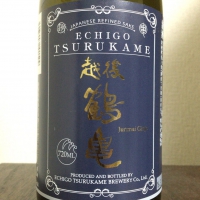 JAPANESE REFINED SAKE
ECHIGO
TSURUKAME
越後
鶴亀
720ML
PRODUCED AND BOTTLED BY
ECHIGO TSURUKAME BREWERY Co., Ltd.